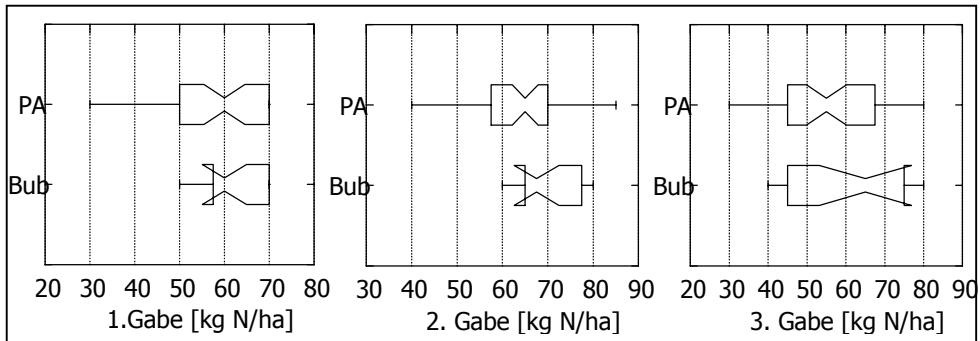 PA
Bub
20 30 40 50 60 70 80
1.Gabe [kg N/ha]
PA
Bub
30 40 50 60 70 80 90
2. Gabe [kg N/ha]
PA
Bub
20 30 40 50 60 70 80 90
3. Gabe [kg N/ha]